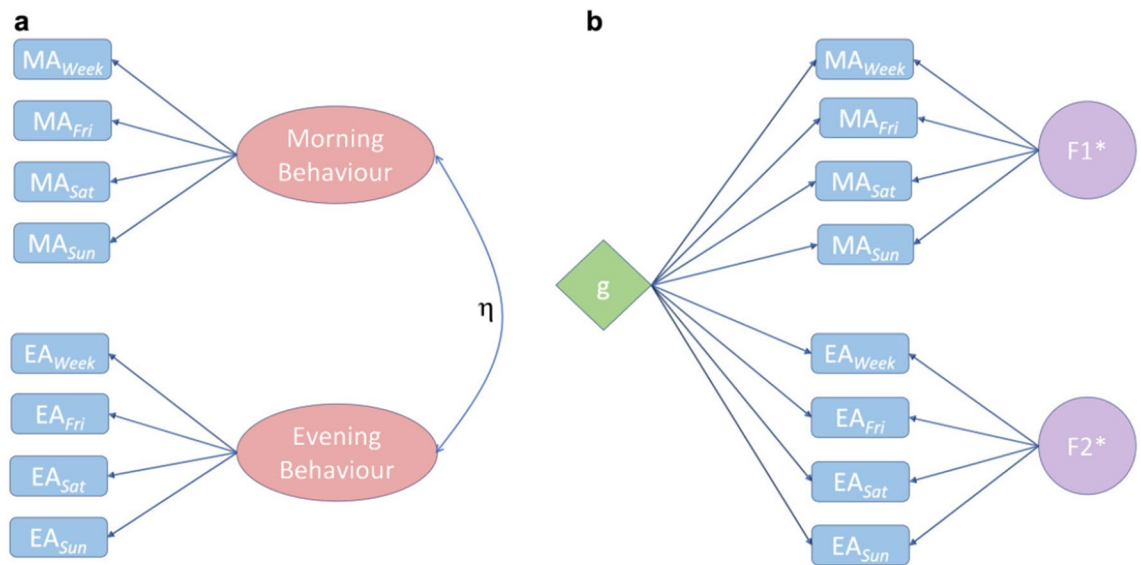 a
MA Week
MA Fri
MA Sat
MA Sun
Morning
Behaviour
η
EA Week
EA Fri
EA Sat
EA Sun
Evening
Behaviour
b
MA Week
MA Fri
MA Sat
MA Sun
F1*
g
EA Week
EA Fri
EA Sat
EA Sun
F2*